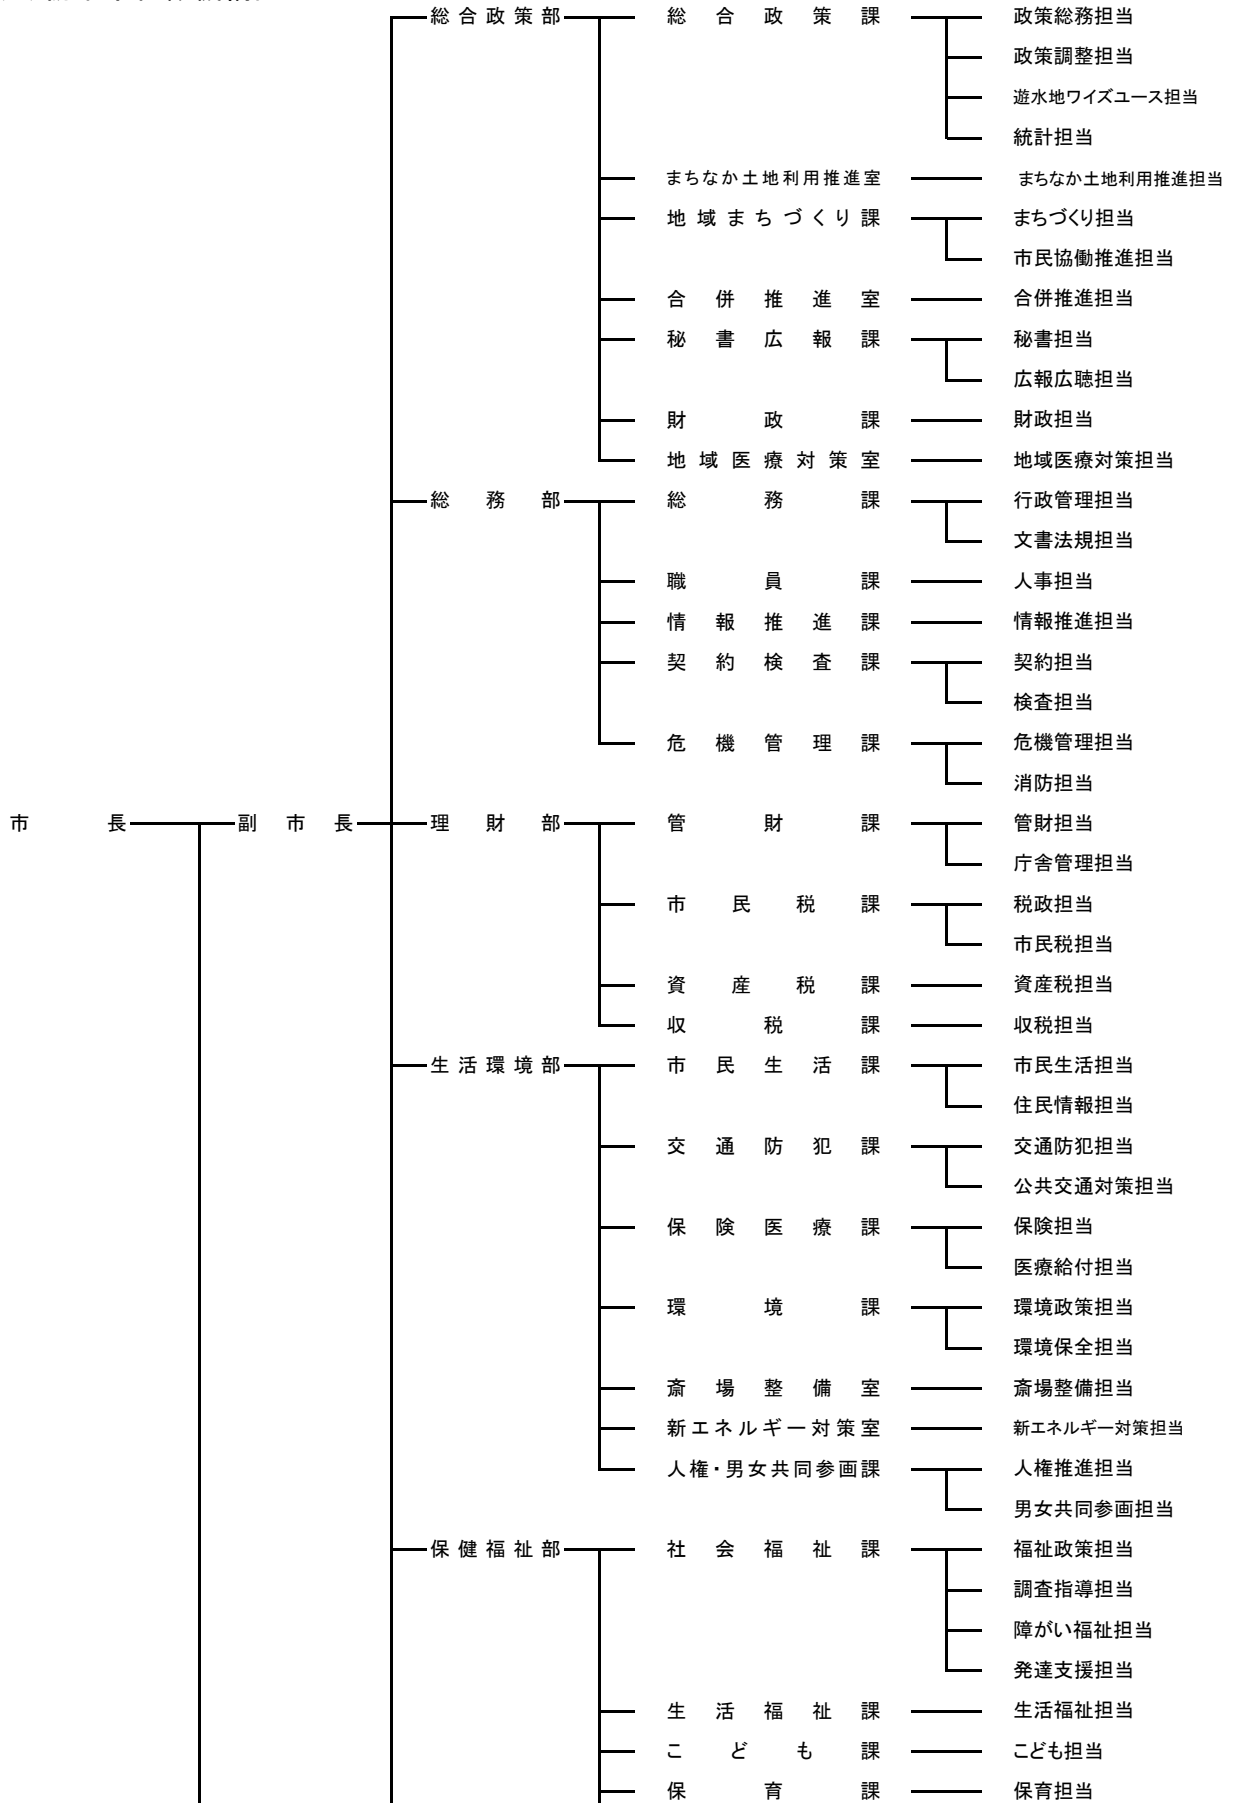 総合政策部 総合政策課 政策総務担当
政策調整担当
遊水地ワイズユース担当
統計担当
まちなか土地利用推進室 まちなか土地利用推進担当
地域まちづくり課 まちづくり担当
市民協働推進担当
合併推進室 合併推進担当
秘書広報課 秘書担当
広報広聴担当
財政課 財政担当
地域医療対策室 地域医療対策担当
総務部 総務課 行政管理担当
文書法規担当
職員課 人事担当
情報推進課 情報推進担当
契約検査課 契約担当
検査担当
危機管理課 危機管理担当
消防担当
市長 副市長 理財部 管財課 管財担当
庁舎管理担当
市民税課 税政担当
市民税担当
資産税課 資産税担当
収税課 収税担当
生活環境部 市民生活課 市民生活担当
住民情報担当
交通防犯課 交通防犯担当
公共交通対策担当
保険医療課 保険担当
医療給付担当
環境課 環境政策担当
環境保全担当
斎場整備室 斎場整備担当
新エネルギー対策室 新エネルギー対策担当
人権・男女共同参画課 人権推進担当
男女共同参画担当
保健福祉部 社会福祉課 福祉政策担当
調査指導担当
障がい福祉担当
発達支援担当
生活福祉課 生活福祉担当
こども課 こども担当
保育課 保育担当